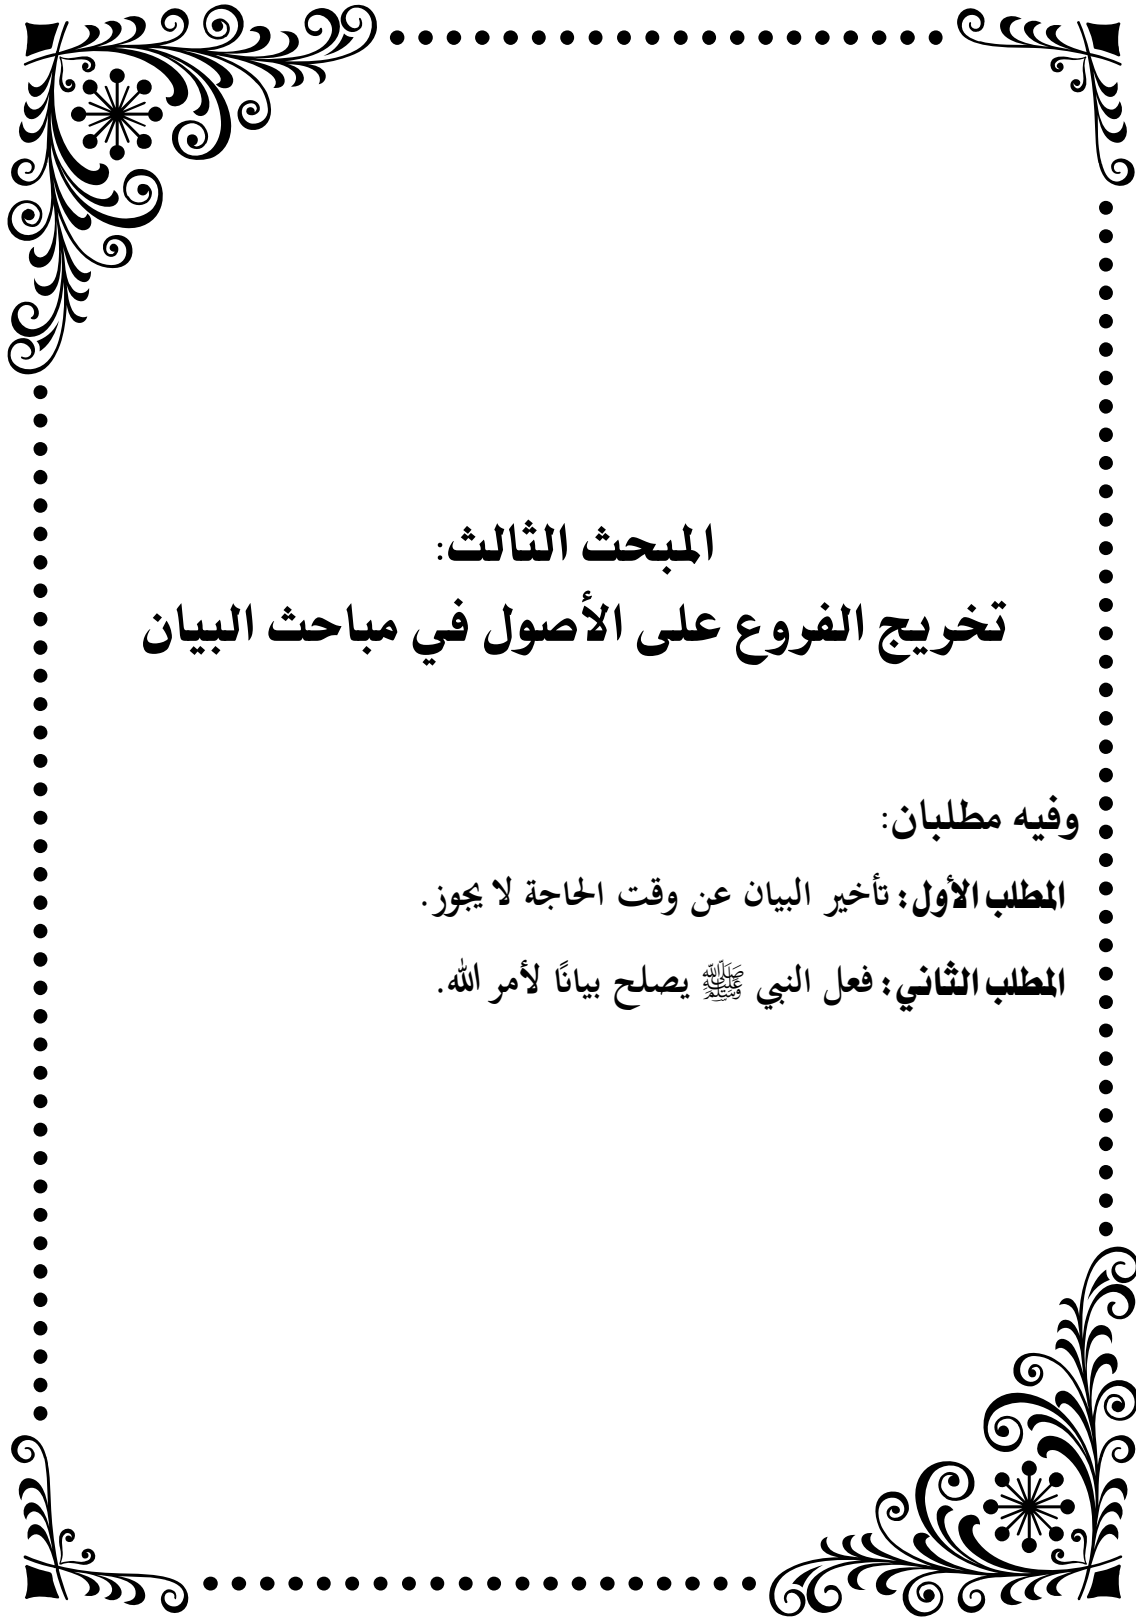 المبحث الثالث:
تخريج الفروع على الأصول في مباحث البيان
وفيه مطلبان:
المطلب الأول: تأخير البيان عن وقت الحاجة لا يجوز.
المطلب الثاني: فعل النبي ﷺ يصلح بيانًا لأمر الله.